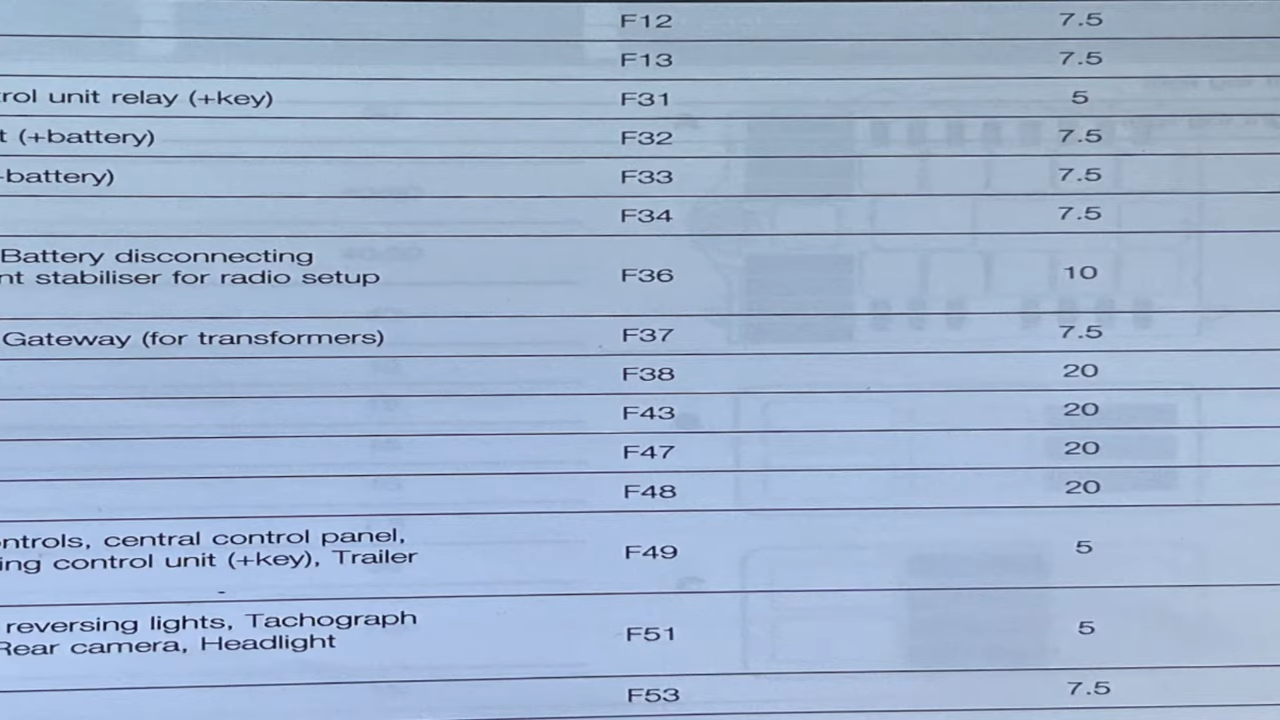 F12 7.5
F13 7.5
rol unit relay (+key) F31 5
t (+battery) F32 7.5
-battery) F33 7.5
F34 7.5
Battery disconnecting
nt stabiliser for radio setup F36 10
Gateway (for transformers) F37 7.5
F38 20
F43 20
F47 20
F48 20
ntrols, central control panel,
ing control unit (+key), Trailer F49 5
reversing lights, Tachograph
Rear camera, Headlight F51 5
F53 7.5